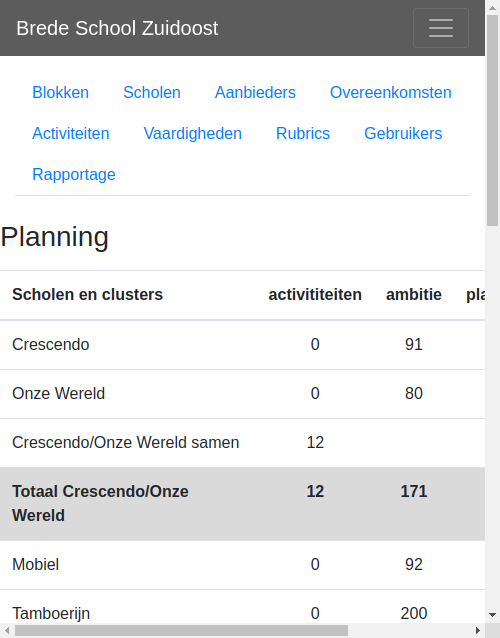 Brede School Zuidoost
Blokken Scholen Aanbieders Overeenkomsten
Activiteiten Vaardigheden Rubrics Gebruikers
Rapportage
Planning
Scholen en clusters activititeiten ambitie pla
Crescendo 0 91
Onze Wereld 0 80
Crescendo/Onze Wereld samen 12
Totaal Crescendo/Onze 12 171
Wereld
Mobiel 0 92
Tamboerijn 0 200